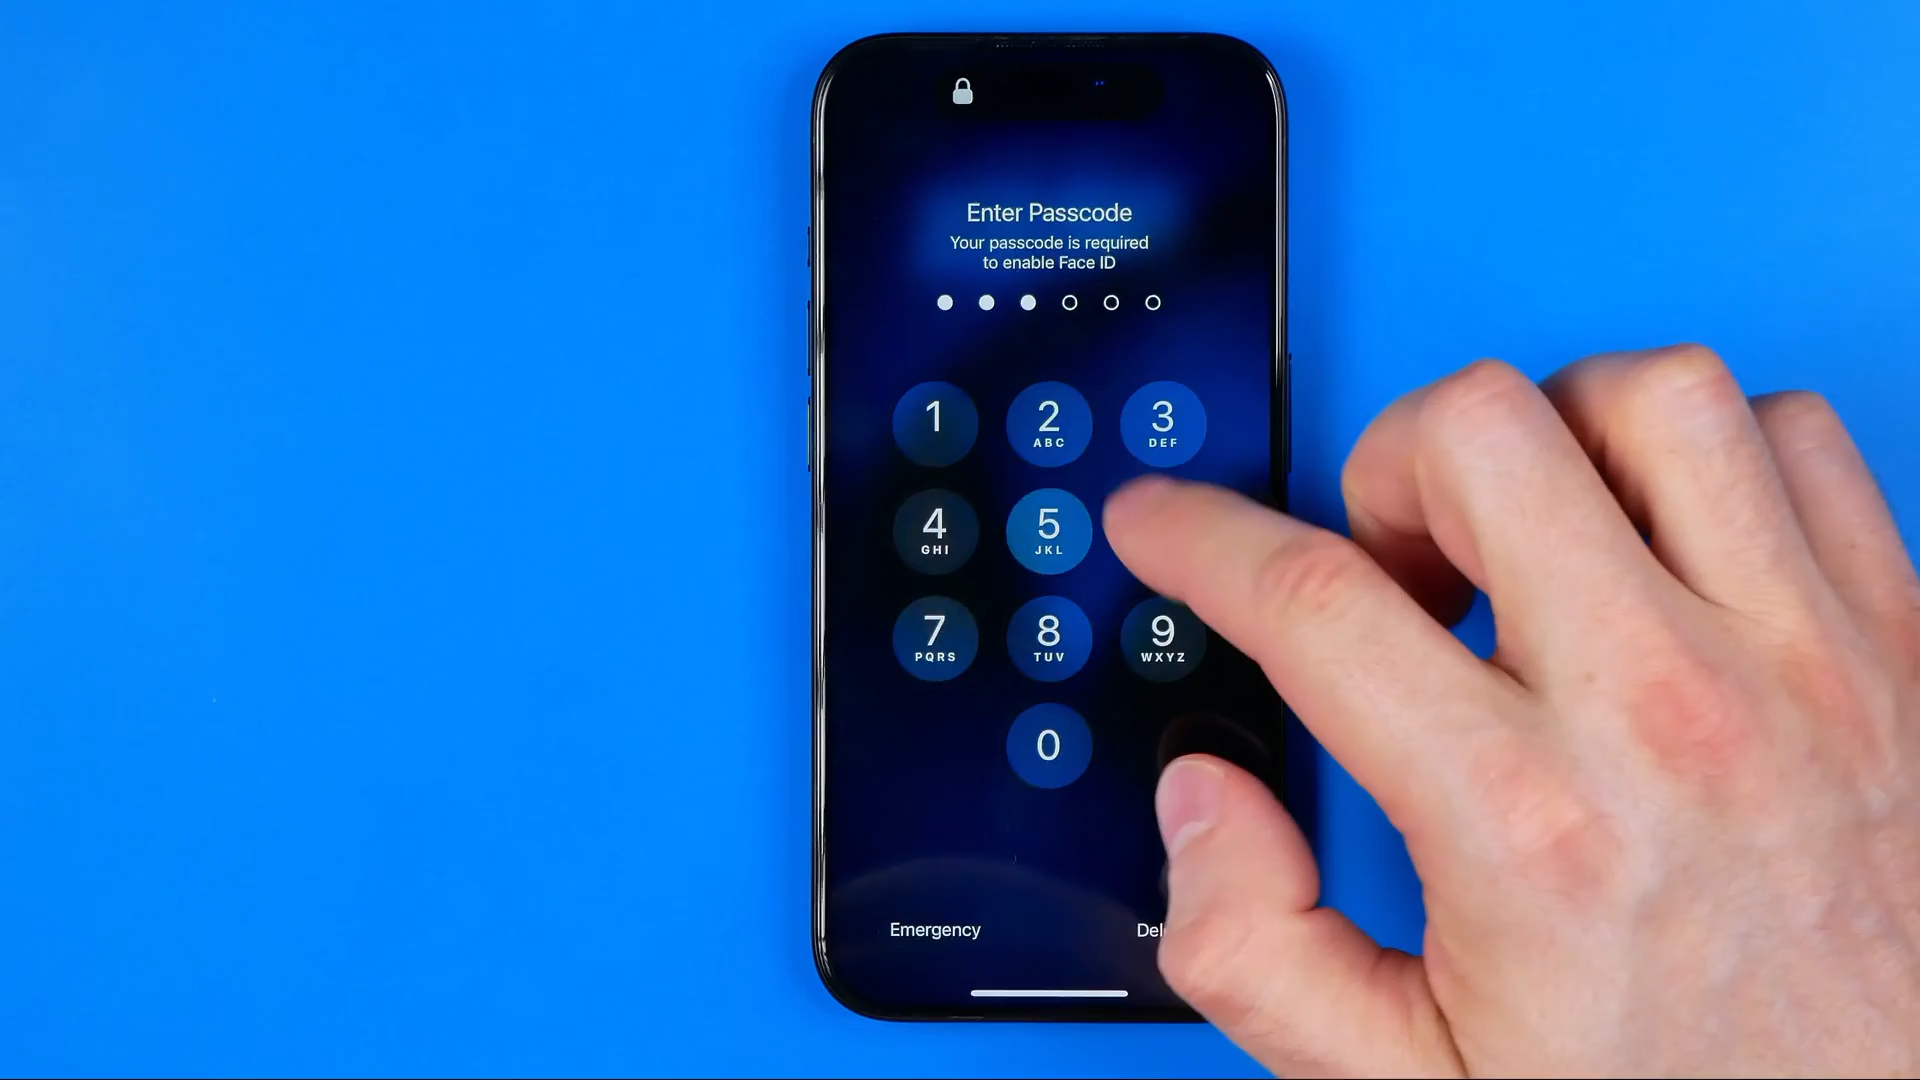 Enter Passcode
Your passcode is required
to enable Face ID
1 2 3
ABC DEF
4 5
GHI JKL
7 8 9
PQRS TUV WXYZ
0
Emergency